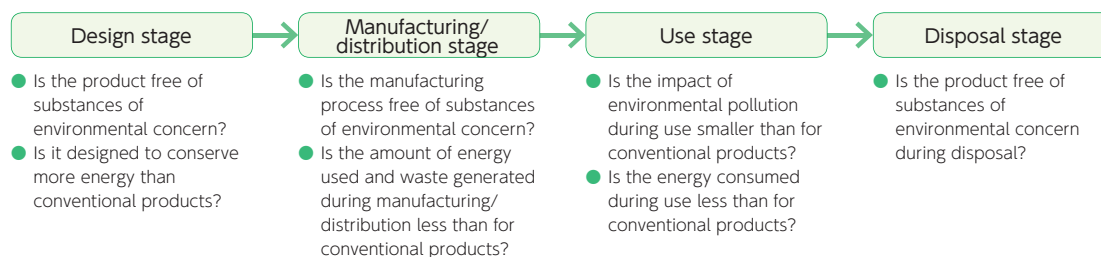 Design stage
● Is the product free of
substances of
environmental concern?
● Is it designed to conserve
more energy than
conventional products?
Manufacturing/
distribution stage
● Is the manufacturing
process free of substances
of environmental concern?
● Is the amount of energy
used and waste generated
during manufacturing/
distribution less than for
conventional products?
Use stage
● Is the impact of
environmental pollution
during use smaller than for
conventional products?
● Is the energy consumed
during use less than for
conventional products?
Disposal stage
● Is the product free of
substances of
environmental concern
during disposal?